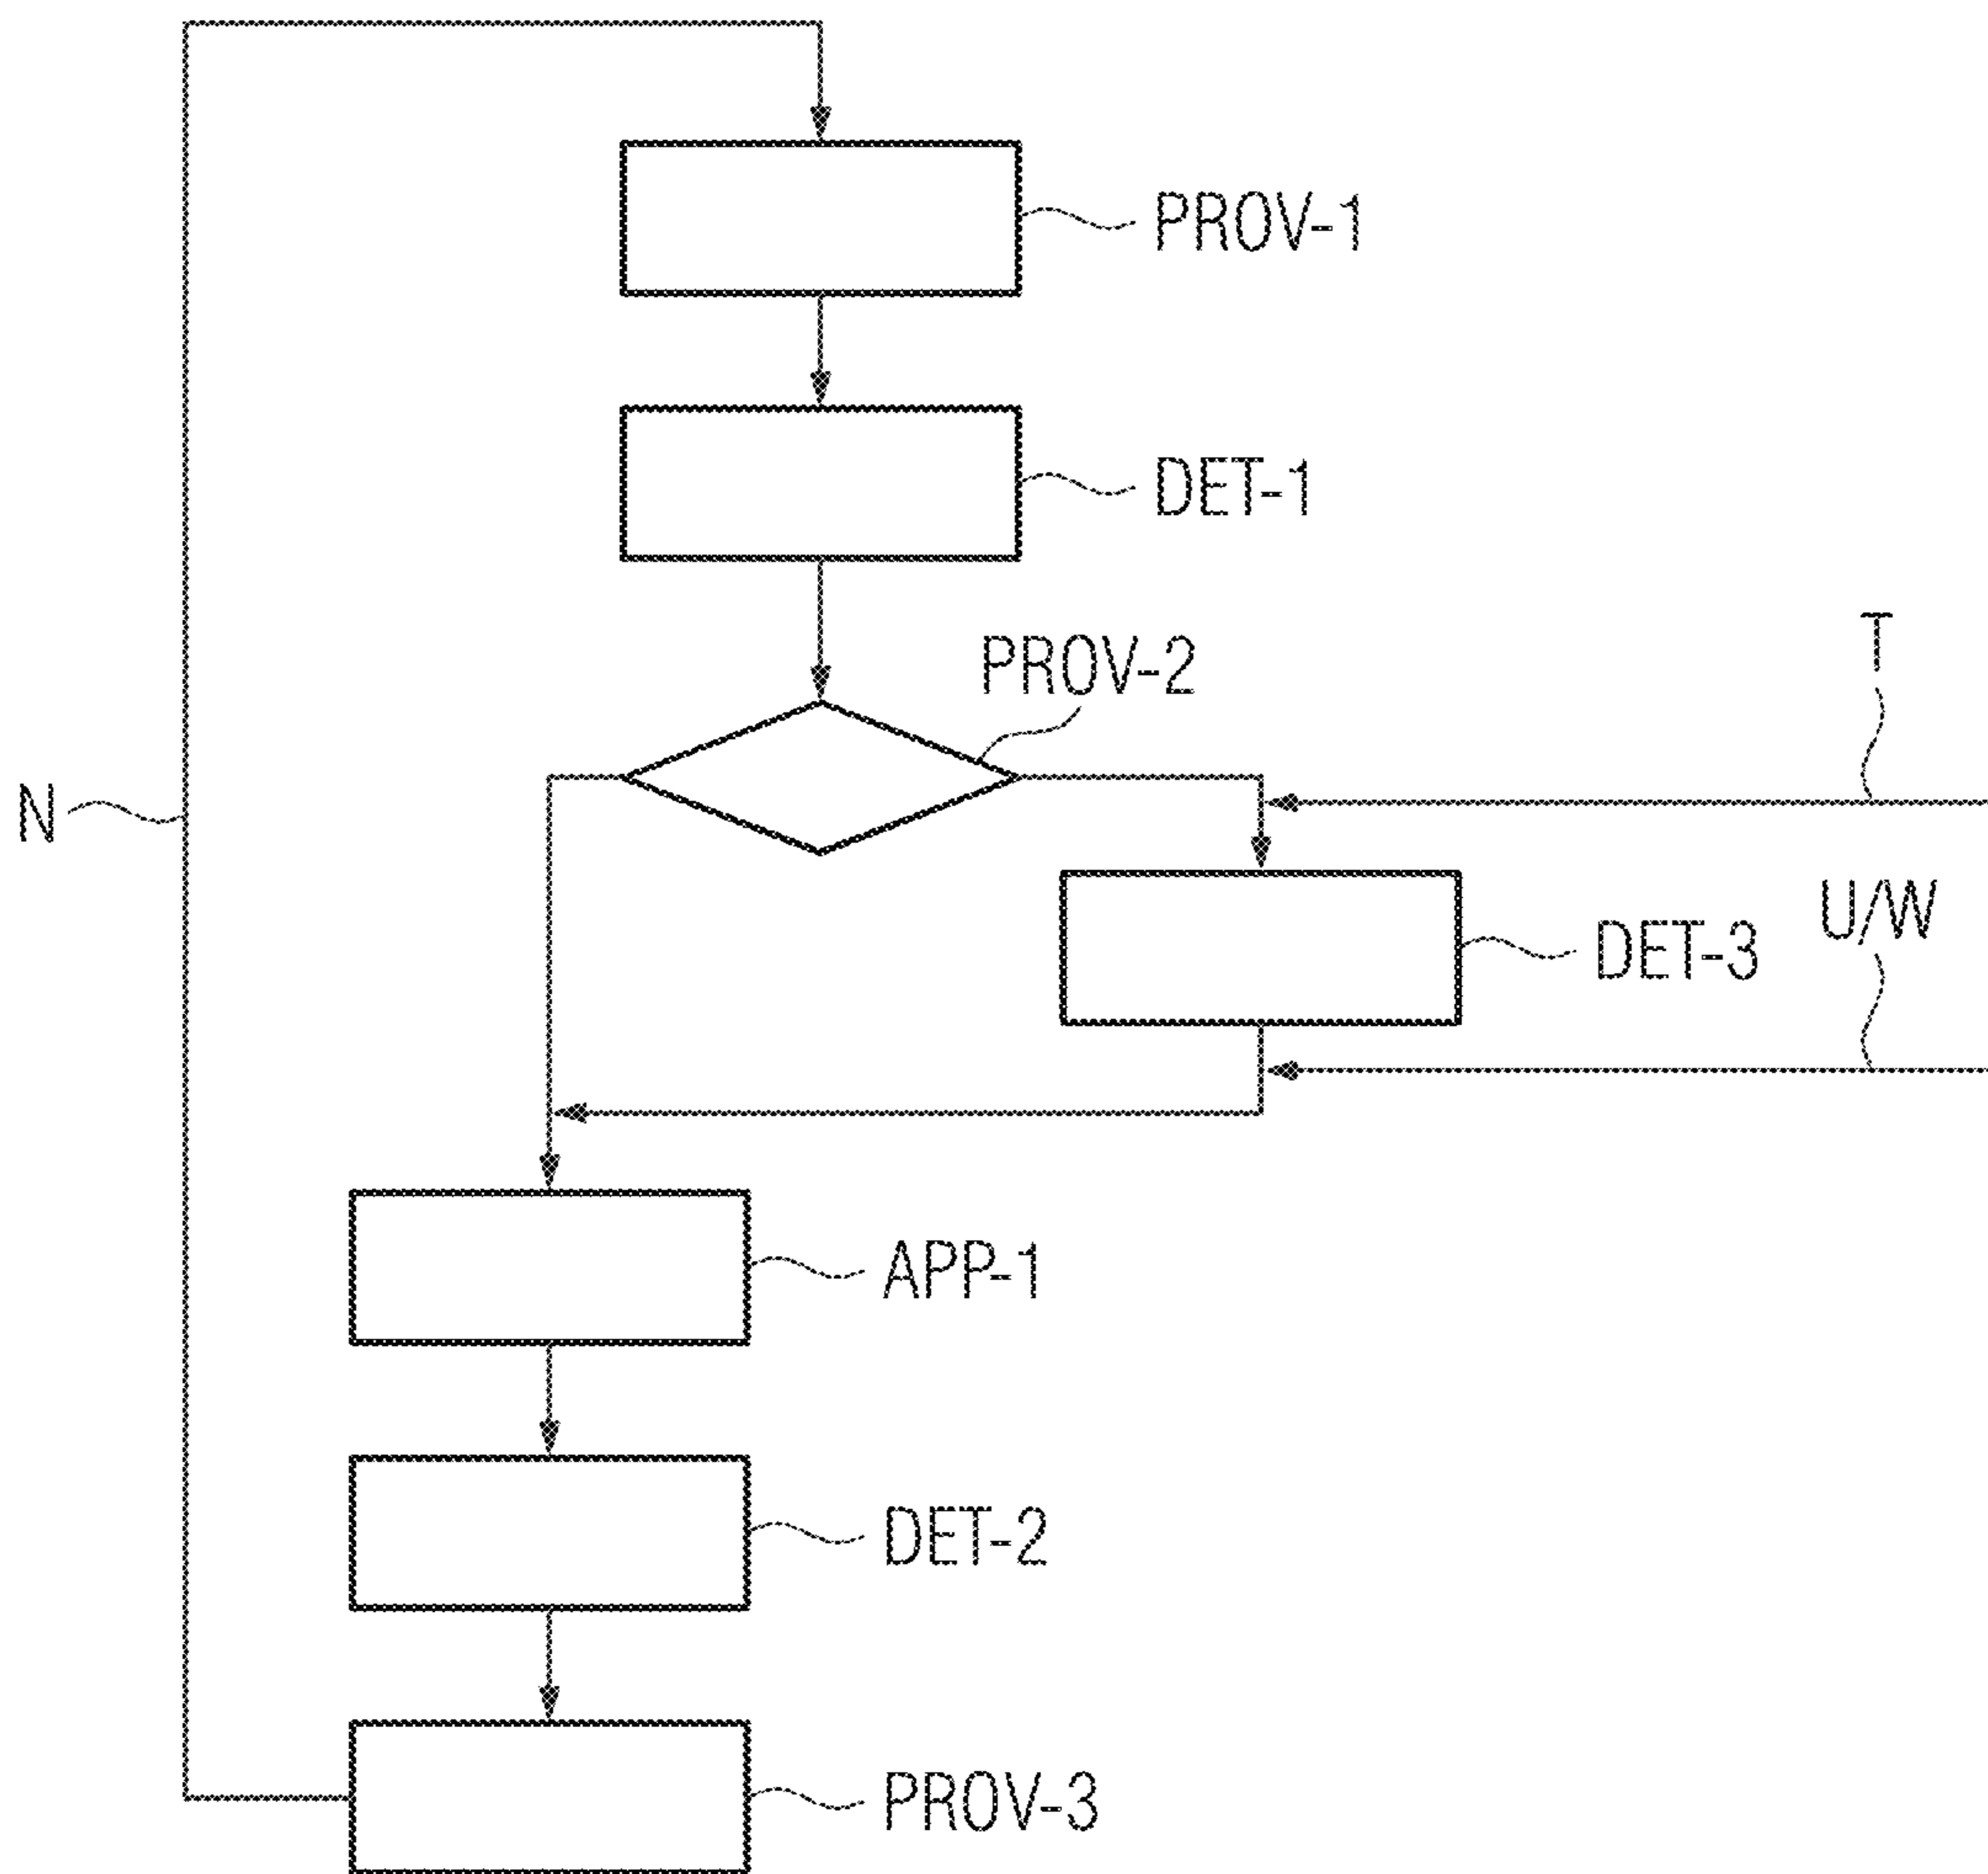 PROV-1
DET-1
PROV-2
T
N
U/W
DET-3
APP-1
DET-2
PROV-3